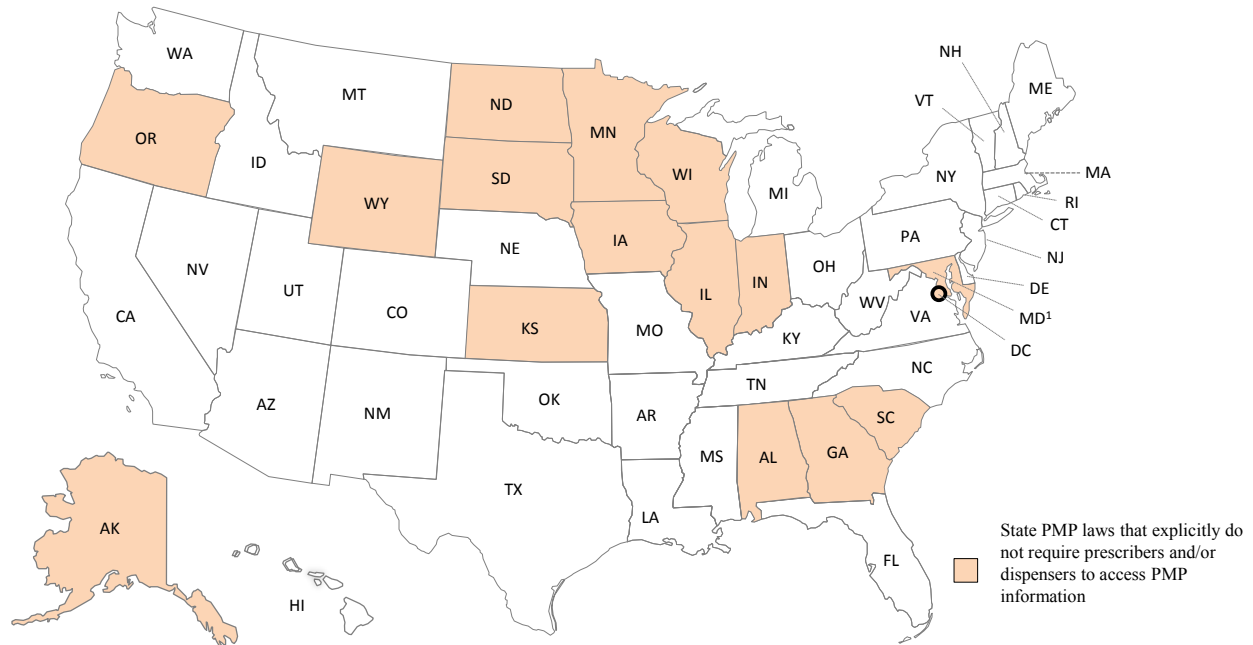 NH
WA
ME
MT
VT
ND
MN
OR
ID
WI
MA
SD
NY
MI
WY
RI
CT
PA
IA
NE
NJ
OH
NV
IN
UT
IL
DE
CO
WV
CA
VA
MD¹
KS
MO
KY
DC
NC
TN
OK
AZ
NM
AR
SC
MS
AL
GA
TX
LA
AK
FL
HI
State PMP laws that explicitly do
not require prescribers and/or
dispensers to access PMP
information